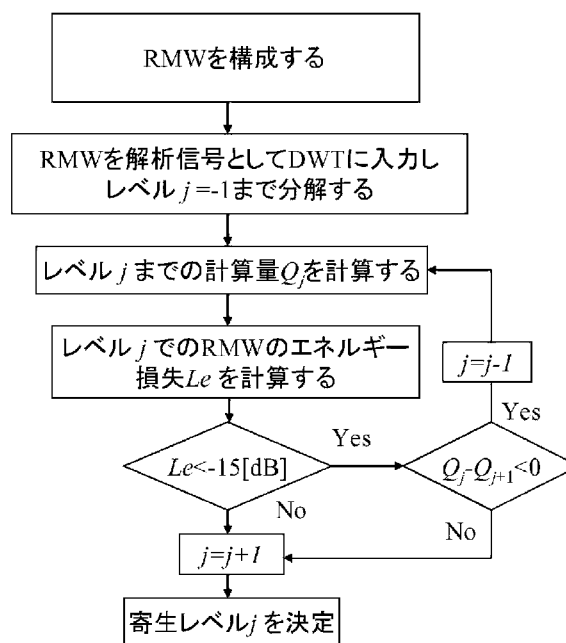 RMWを構成する
RMWを解析信号としてDWTに入力し
レベル j =-1まで分解する
レベル j までの計算量Qjを計算する
レベル j でのRMWのエネルギー
損失Le を計算する
j=j-1
Yes
Yes
Le<-15[dB]
Qj-Qj+1<0
No
No
j=j+1
寄生レベル j を決定